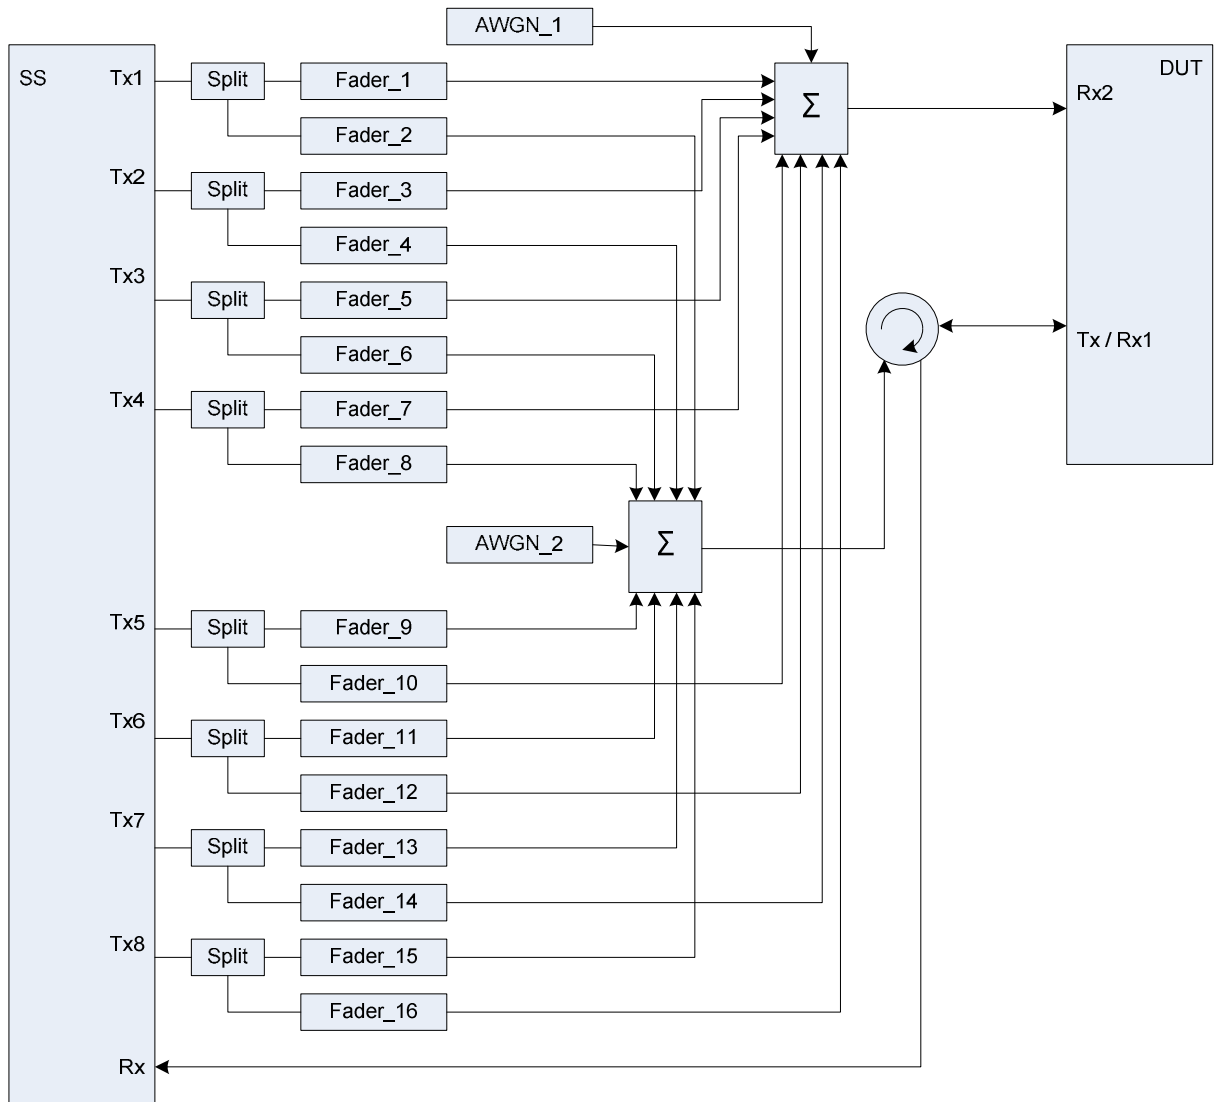 AWGN_1
SS
Tx1
Split
Fader_1
Σ
DUT
Rx2
Fader_2
Tx2
Split
Fader_3
Fader_4
Tx3
Split
Fader_5
Tx / Rx1
Fader_6
Tx4
Split
Fader_7
Fader_8
AWGN_2
Σ
Tx5
Split
Fader_9
Fader_10
Tx6
Split
Fader_11
Fader_12
Tx7
Split
Fader_13
Fader_14
Tx8
Split
Fader_15
Fader_16
Rx